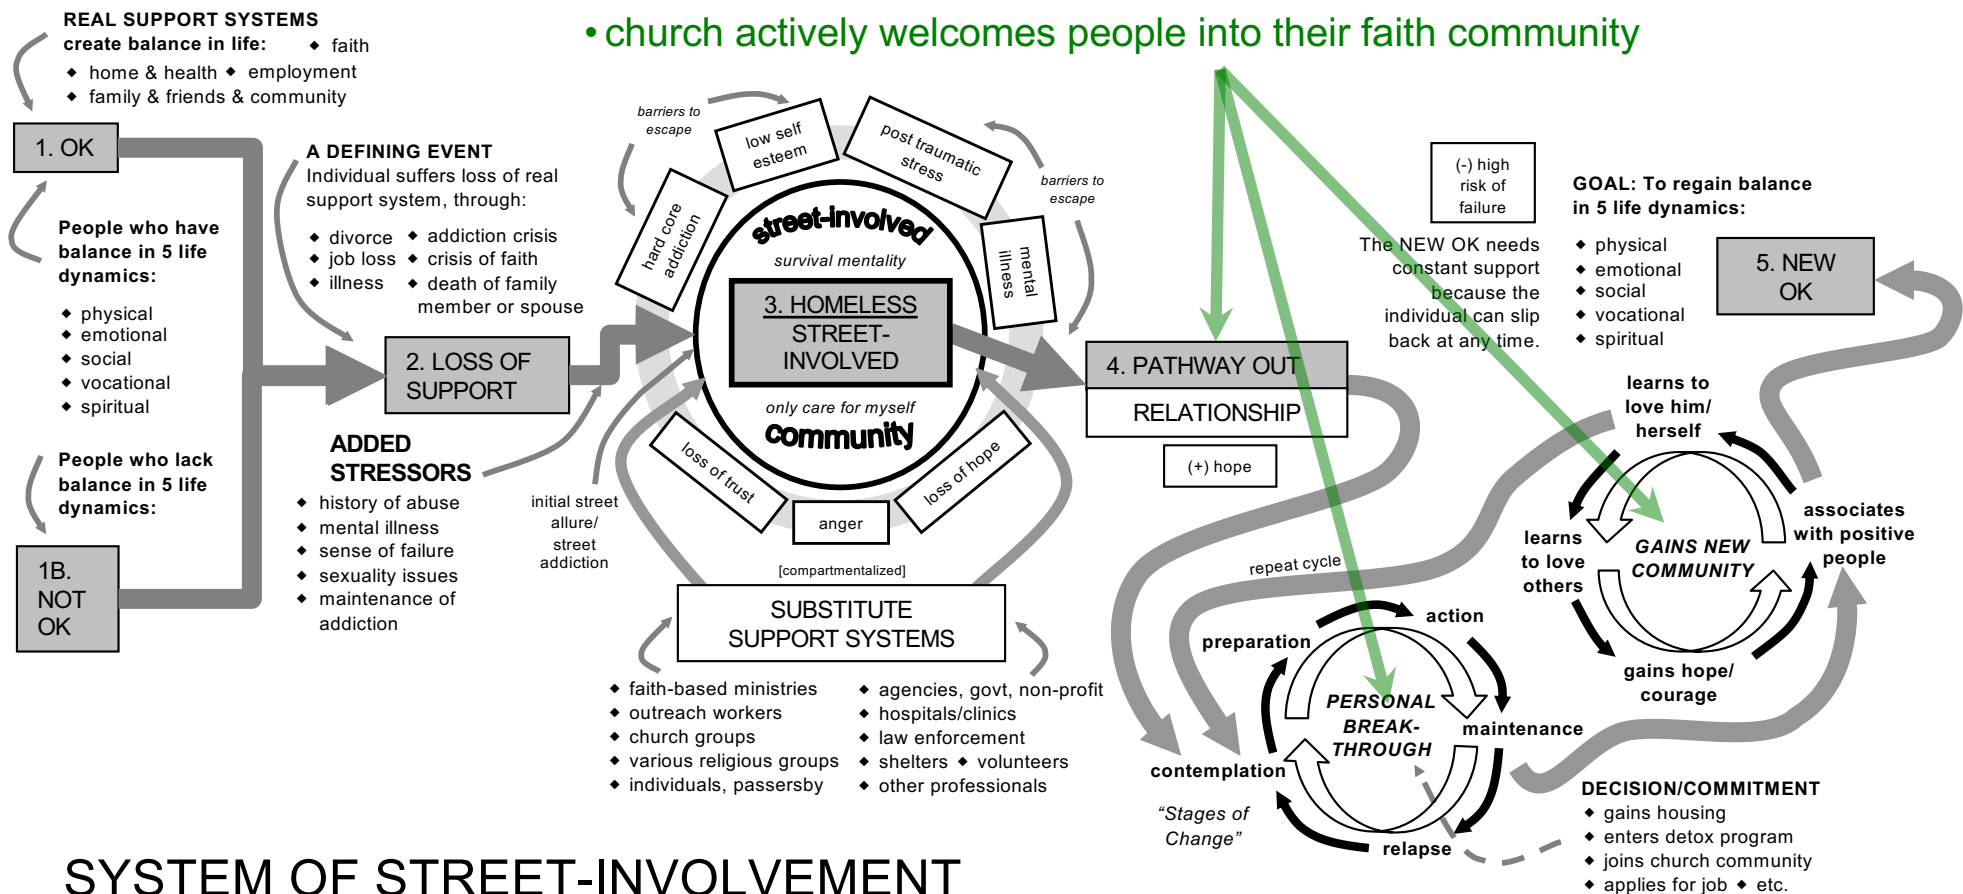 • church actively welcomes people into their faith community
REAL SUPPORT SYSTEMS
create balance in life: ◆ faith
◆ home & health ◆ employment
◆ family & friends & community
1. OK
People who have
balance in 5 life
dynamics:
◆ physical
◆ emotional
◆ social
◆ vocational
◆ spiritual
People who lack
balance in 5 life
dynamics:
1B.
NOT
OK
A DEFINING EVENT
Individual suffers loss of real
support system, through:
◆ divorce ◆ addiction crisis
◆ job loss ◆ crisis of faith
◆ illness ◆ death of family
member or spouse
2. LOSS OF
SUPPORT
ADDED
STRESSORS
◆ history of abuse
◆ mental illness
◆ sense of failure
◆ sexuality issues
◆ maintenance of
addiction
initial street
allure/
street
addiction
barriers to
escape
low self
esteem
post traumatic
stress
hard core
addiction
mental
illness
barriers to
escape
street-involved
survival mentality
3. HOMELESS
STREET-
INVOLVED
only care for myself
community
loss of trust
anger
loss of hope
[compartmentalized]
SUBSTITUTE
SUPPORT SYSTEMS
◆ faith-based ministries
◆ outreach workers
◆ church groups
◆ various religious groups
◆ individuals, passersby
◆ agencies, govt, non-profit
◆ hospitals/clinics
◆ law enforcement
◆ shelters ◆ volunteers
◆ other professionals
4. PATHWAY OUT
RELATIONSHIP
(+) hope
(-) high
risk of
failure
The NEW OK needs
constant support
because the
individual can slip
back at any time.
GOAL: To regain balance
in 5 life dynamics:
◆ physical
◆ emotional
◆ social
◆ vocational
◆ spiritual
5. NEW
OK
learns to
love him/
herself
learns
to love
others
GAINS NEW
COMMUNITY
associates
with positive
people
gains hope/
courage
repeat cycle
preparation
action
PERSONAL
BREAK-
THROUGH
maintenance
contemplation
relapse
“Stages of
Change”
DECISION/COMMITMENT
◆ gains housing
◆ enters detox program
◆ joins church community
◆ applies for job ◆ etc.
SYSTEM OF STREET-INVOLVEMENT